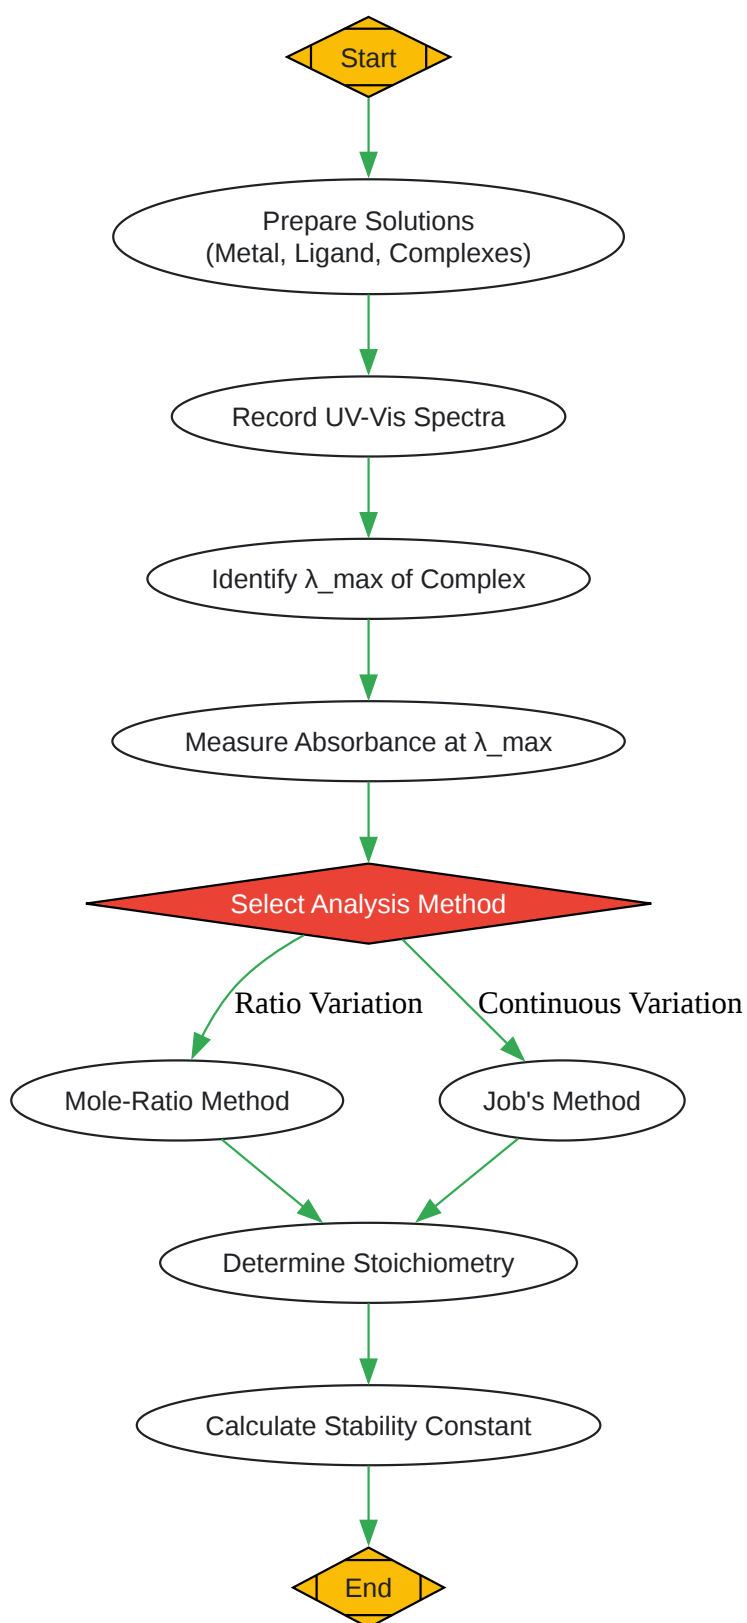 Start
Prepare Solutions
(Metal, Ligand, Complexes)
Record UV-Vis Spectra
Identify λ_max of Complex
Measure Absorbance at λ_max
Select Analysis Method
Ratio Variation
Continuous Variation
Mole-Ratio Method
Job's Method
Determine Stoichiometry
Calculate Stability Constant
End